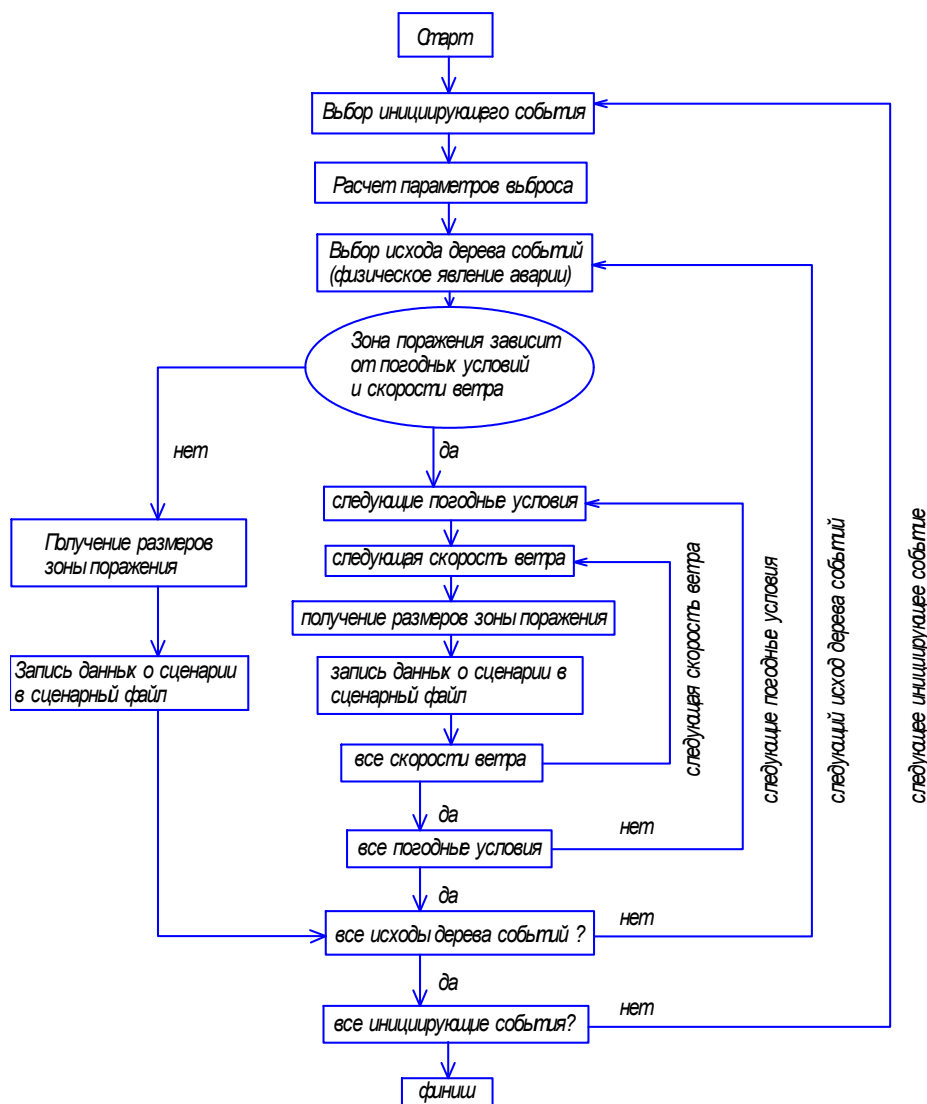 Старт
Выбор инициирующего события
Расчет параметров выброса
Выбор исхода дерева событий
(физическое явление аварии)
Зона поражения зависит
от погодных условий
и скорости ветра
нет
да
следующие погодные условия
Получение размеров
зоны поражения
следующая скорость ветра
получение размеров зоны поражения
Запись данных о сценарии
в сценарный файл
запись данных о сценарии в
сценарный файл
все скорости ветра
да
все погодные условия
нет
да
все исходы дерева событий ?
нет
да
все инициирующие события?
нет
финиш
следующая скорость ветра
следующие погодные условия
следующий исход дерева событий
следующее инициирующее событие